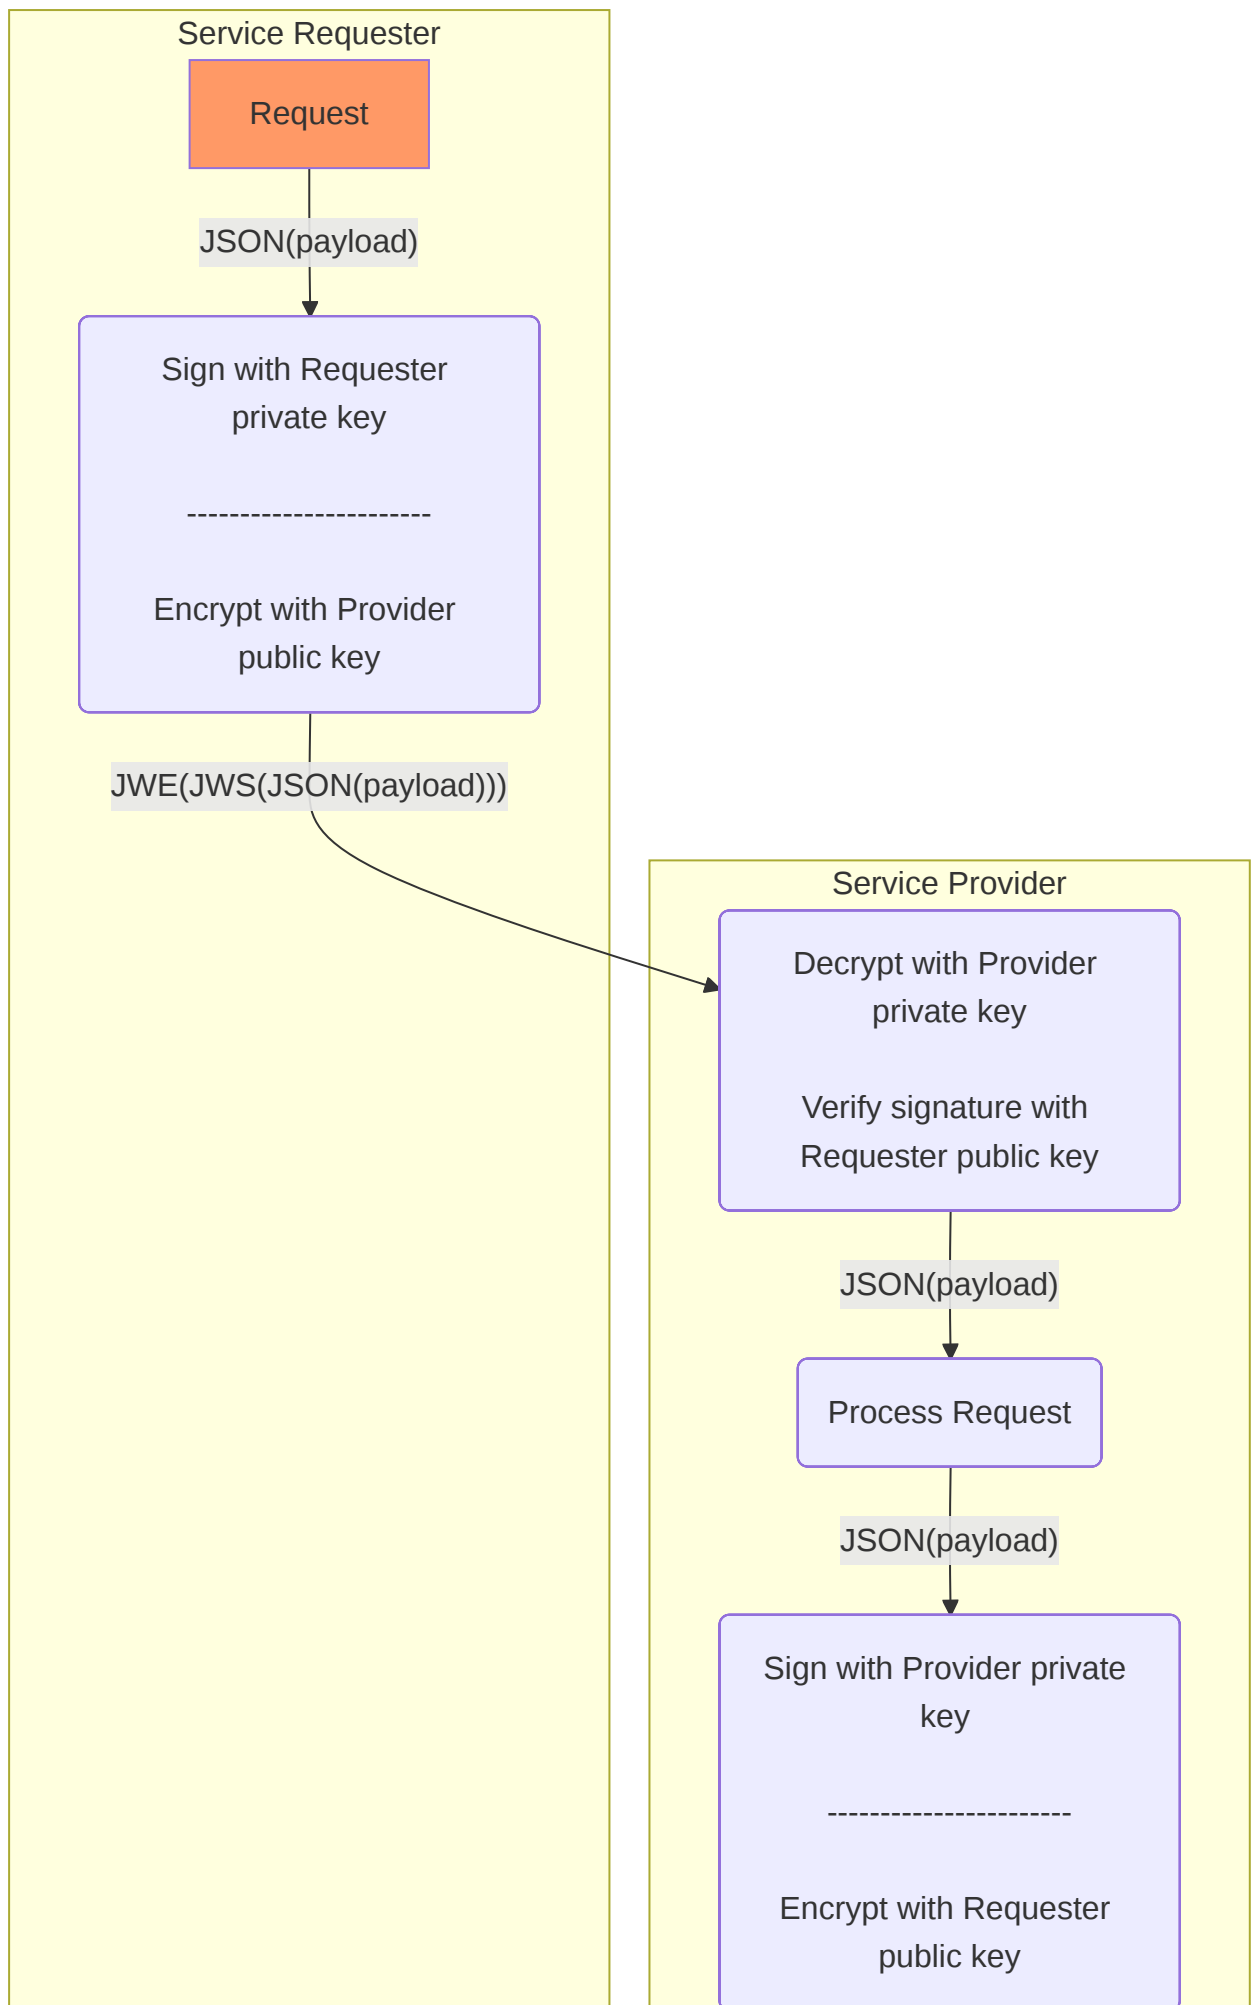 Service Requester
Request
JSON(payload)
Sign with Requester
private key
-----------------------
Encrypt with Provider
public key
JWE(JWS(JSON(payload)))
Service Provider
Decrypt with Provider
private key
Verify signature with
Requester public key
JSON(payload)
Process Request
JSON(payload)
Sign with Provider private
key
-----------------------
Encrypt with Requester
public key